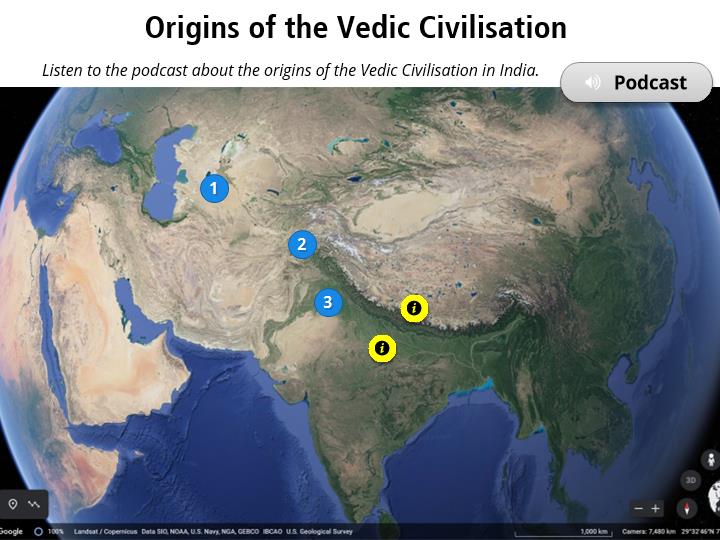 Origins of the Vedic Civilisation
Listen to the podcast about the origins of the Vedic Civilisation in India.
Podcast
1
2
3
i
i
3D
Google 100% Landsat / Copernicus Data SIO, NOAA, U.S. Navy, NGA, GEBCO IBCAO U.S. Geological Survey 1,000 km Camera: 7,480 km 29°32'46"N 7